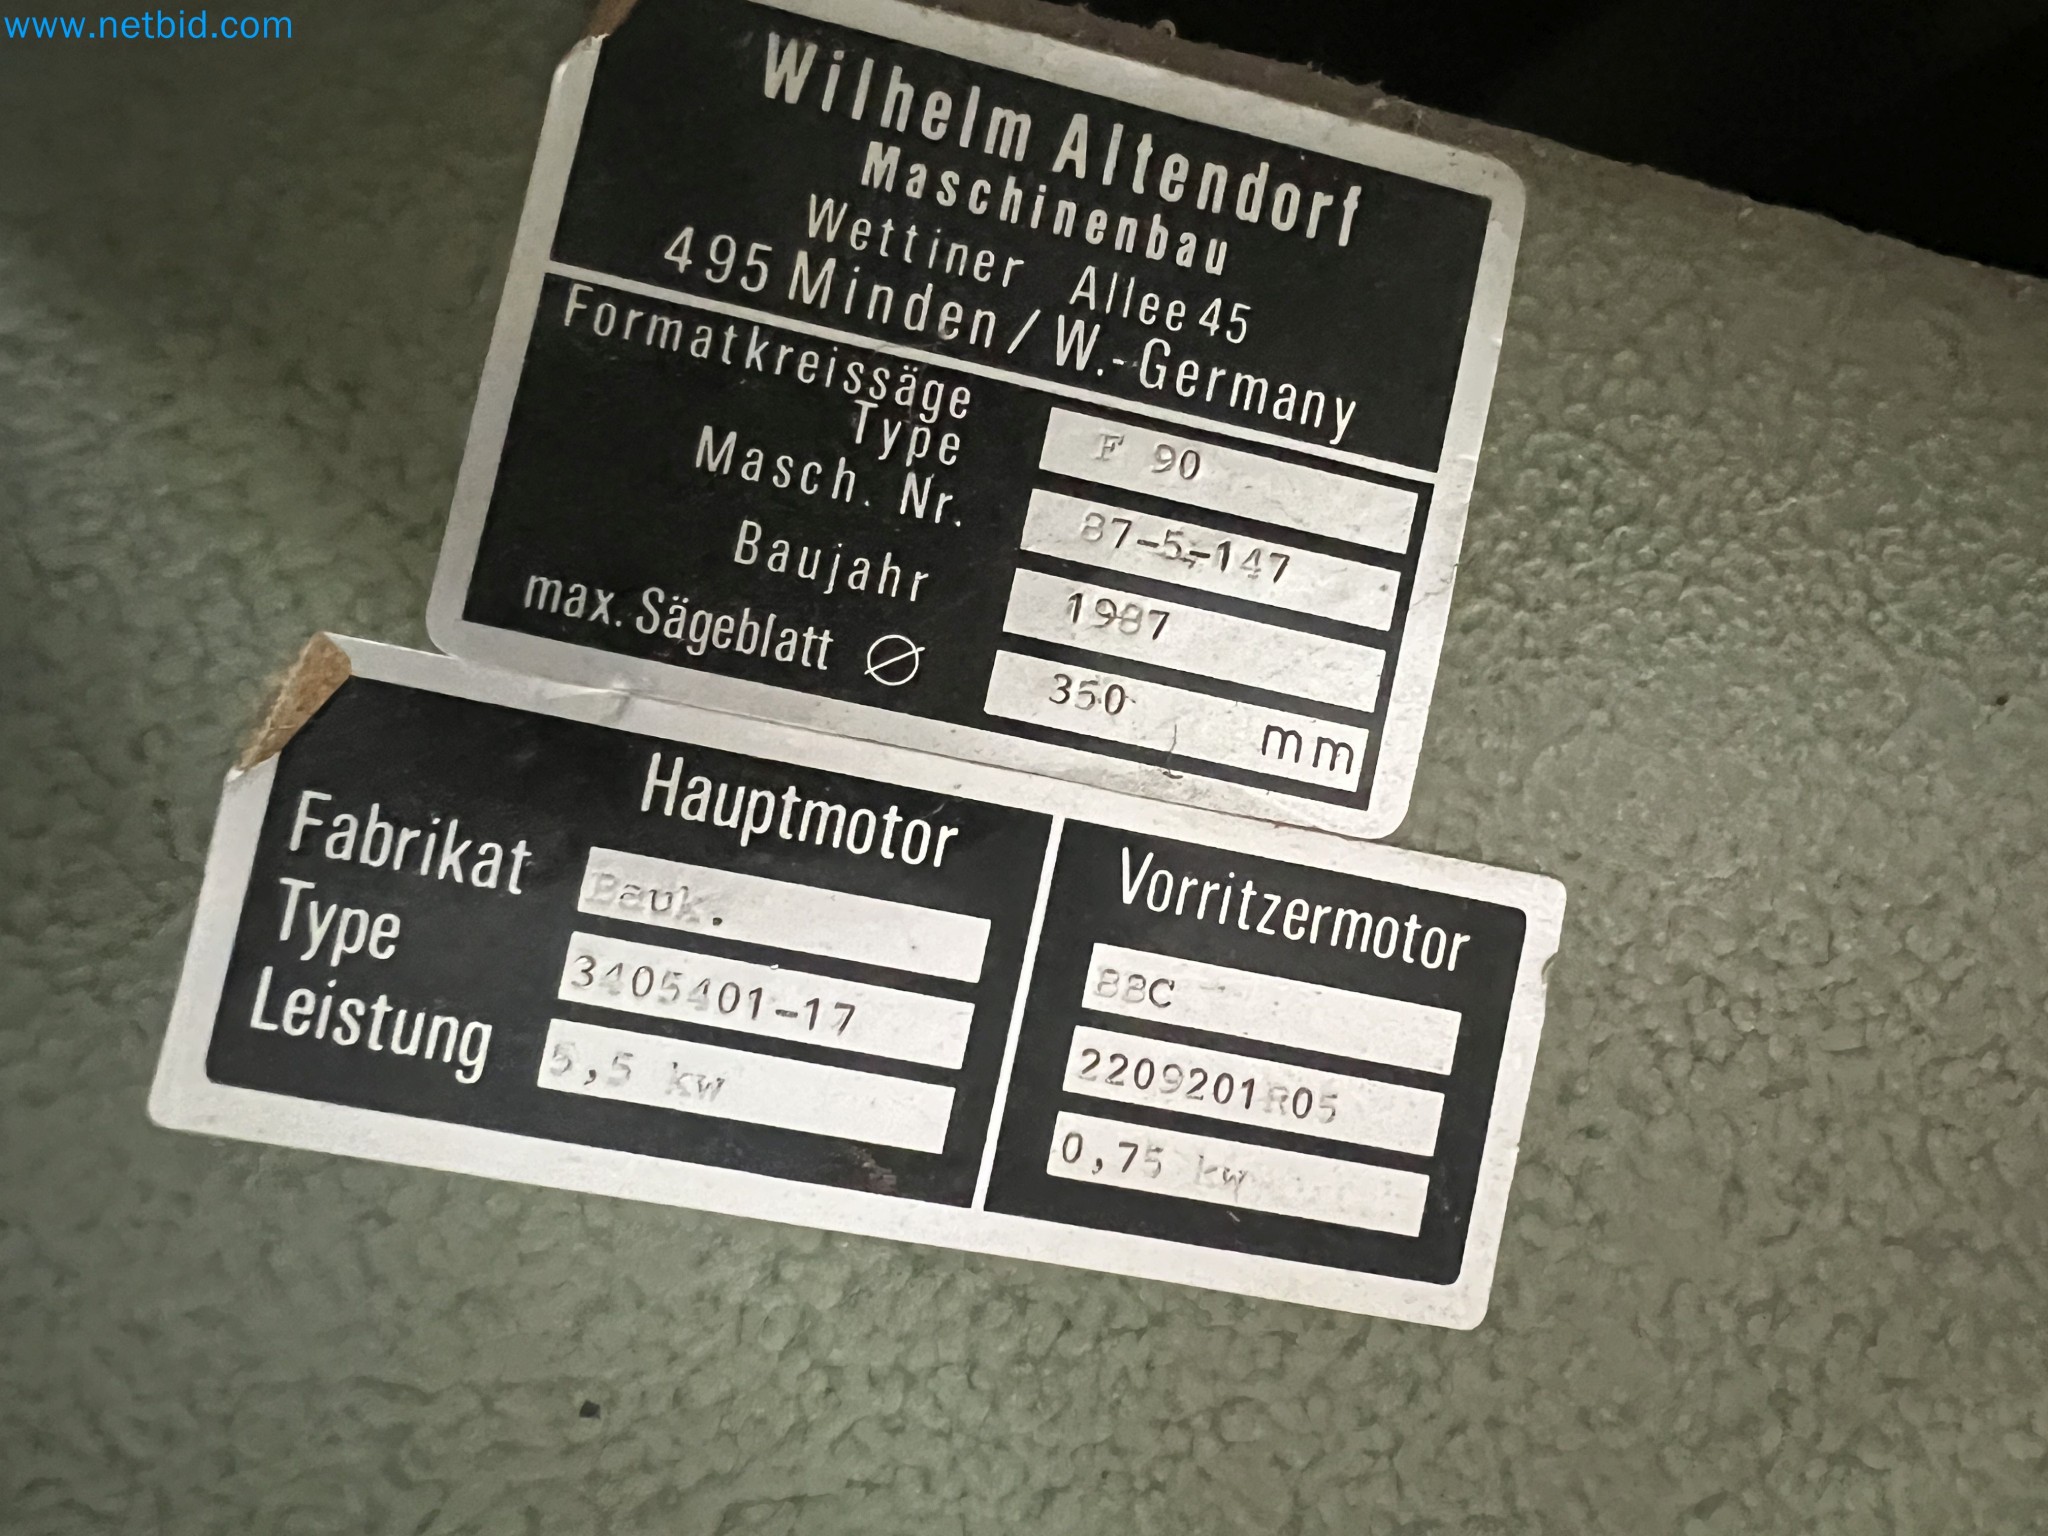 www.netbid.com
Wilhelm Altendorf
Maschinenbau
Wettiner Allee 45
495 Minden / W.-Germany
Formatkreissäge
Type F 90
Masch. Nr. 87-5-147
Baujahr 1987
max. Sägeblatt ∅ 350 mm
Hauptmotor Vorritzermotor
Fabrikat Bauk. BBC
Type 3405401-17 2209201R05
Leistung 5,5 kw 0,75 kw